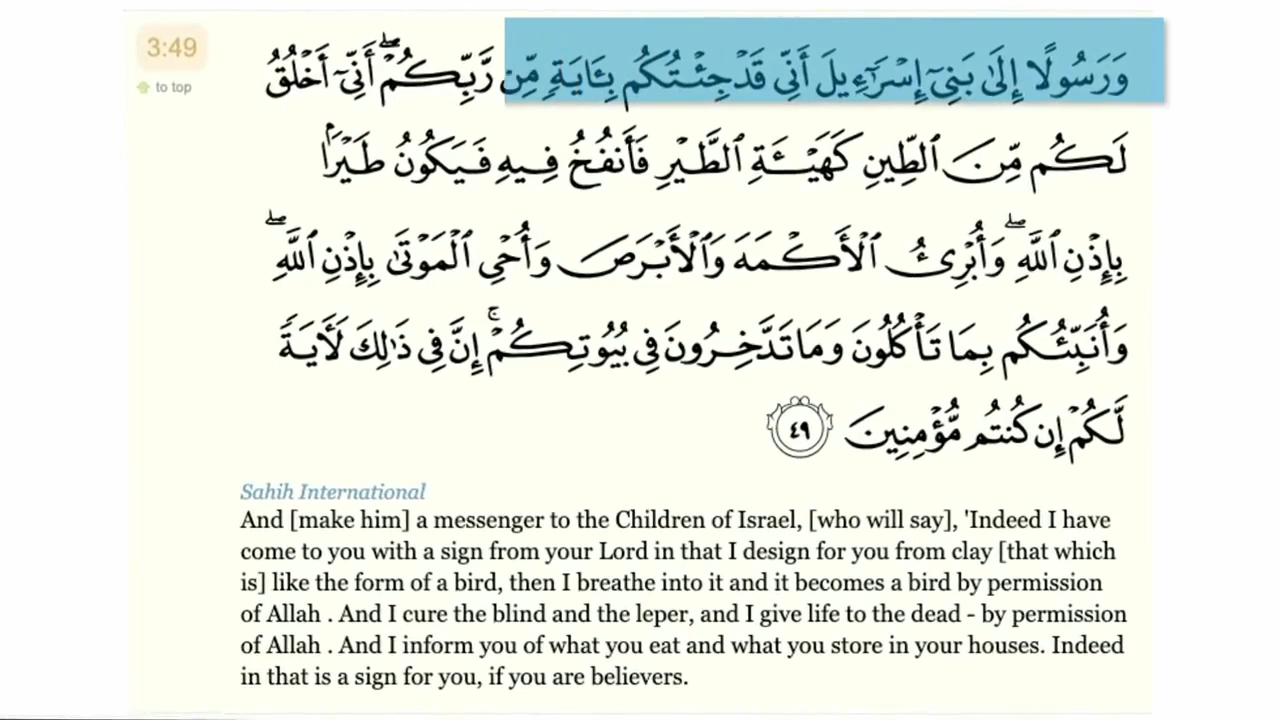 3:49
to top
وَرَسُولًا إِلَىٰ بَنِىٓ إِسْرَٰٓءِيلَ أَنِّى قَدْ جِئْتُكُم بِـَٔايَةٍ مِّن رَّبِّكُمْ ۖ أَنِّىٓ أَخْلُقُ
لَكُم مِّنَ ٱلطِّينِ كَهَيْـَٔةِ ٱلطَّيْرِ فَأَنفُخُ فِيهِ فَيَكُونُ طَيْرًۢا
بِإِذْنِ ٱللَّهِ ۖ وَأُبْرِئُ ٱلْأَكْمَهَ وَٱلْأَبْرَصَ وَأُحْىِ ٱلْمَوْتَىٰ بِإِذْنِ ٱللَّهِ ۖ
وَأُنَبِّئُكُم بِمَا تَأْكُلُونَ وَمَا تَدَّخِرُونَ فِى بُيُوتِكُمْ ۚ إِنَّ فِى ذَٰلِكَ لَـَٔايَةً
لَّكُمْ إِن كُنتُم مُّؤْمِنِينَ ٤٩
Sahih International
And [make him] a messenger to the Children of Israel, [who will say], 'Indeed I have
come to you with a sign from your Lord in that I design for you from clay [that which
is] like the form of a bird, then I breathe into it and it becomes a bird by permission
of Allah . And I cure the blind and the leper, and I give life to the dead - by permission
of Allah . And I inform you of what you eat and what you store in your houses. Indeed
in that is a sign for you, if you are believers.